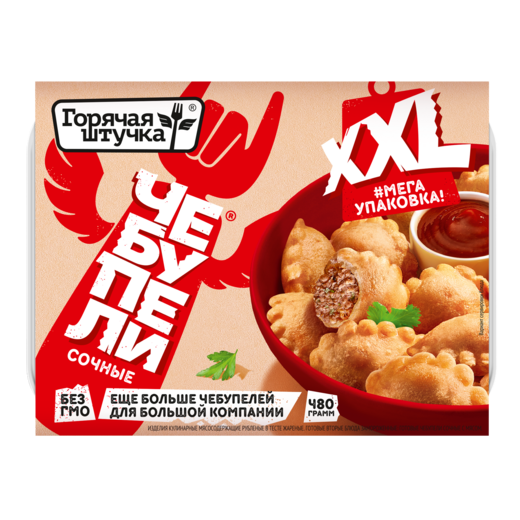 Горячая
штучка®
XXL
#МЕГА
УПАКОВКА!
ЧЕБУПЕЛИ®
СОЧНЫЕ
БЕЗ
ГМО
ЕЩЕ БОЛЬШЕ ЧЕБУПЕЛЕЙ
ДЛЯ БОЛЬШОЙ КОМПАНИИ
480
ГРАММ
ИЗДЕЛИЯ КУЛИНАРНЫЕ МЯСОСОДЕРЖАЩИЕ РУБЛЕНЫЕ В ТЕСТЕ ЖАРЕНЫЕ. ГОТОВЫЕ ВТОРЫЕ БЛЮДА